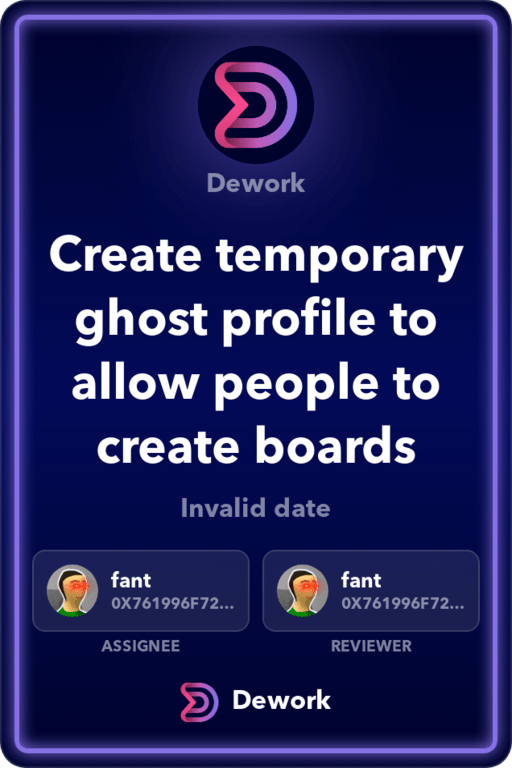 Dework
Create temporary
ghost profile to
allow people to
create boards
Invalid date
fant
0X761996F72...
ASSIGNEE
fant
0X761996F72...
REVIEWER
Dework